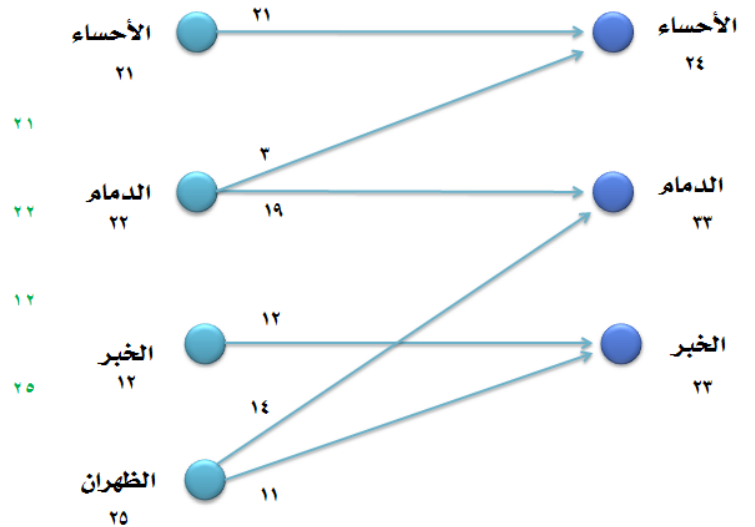 ٢١
الأحساء
الأحساء
٢١
٢٤
٢١
٣
الدمام
الدمام
٢٢
٢٢
١٩
٣٣
١٢
١٢
الخبر
الخبر
١٢
٢٣
٢٥
١٤
الظهران
١١
٢٥